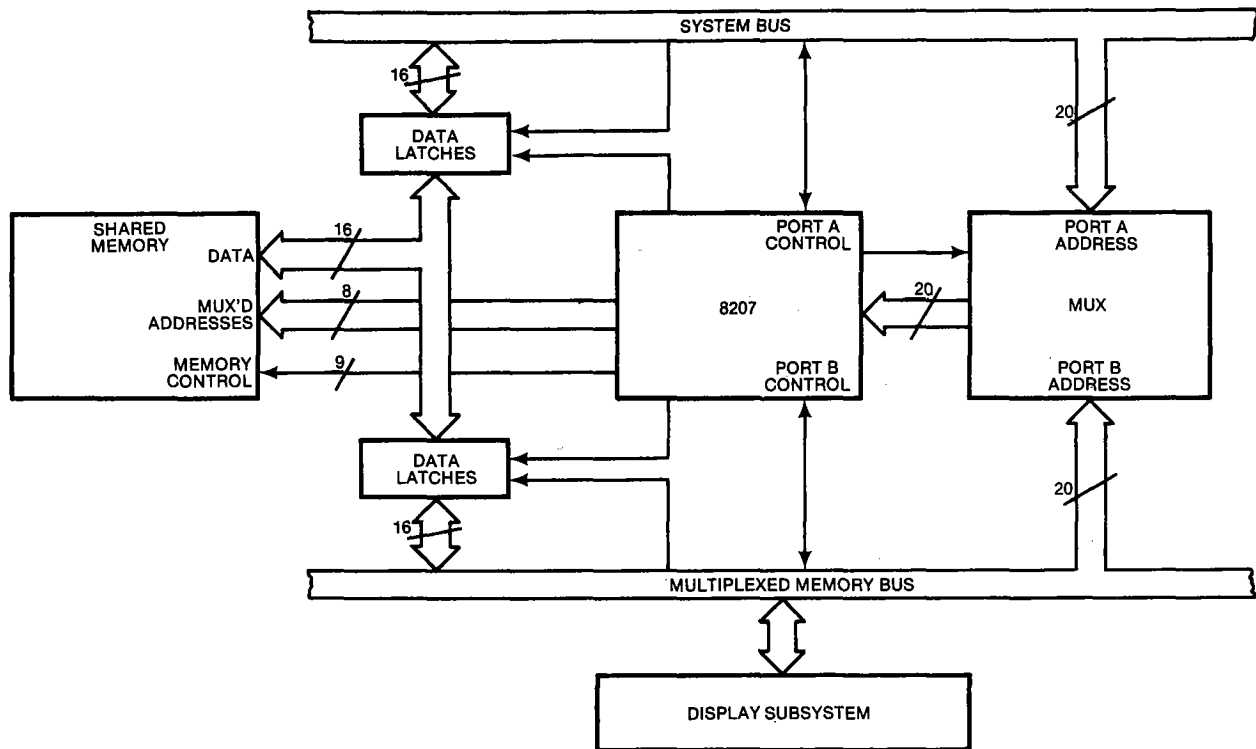 SYSTEM BUS
16
20
DATA
LATCHES
SHARED
MEMORY
DATA
16
MUX'D
ADDRESSES
8
MEMORY
CONTROL
9
PORT A
CONTROL
8207
PORT B
CONTROL
20
PORT A
ADDRESS
MUX
PORT B
ADDRESS
DATA
LATCHES
16
20
MULTIPLEXED MEMORY BUS
DISPLAY SUBSYSTEM